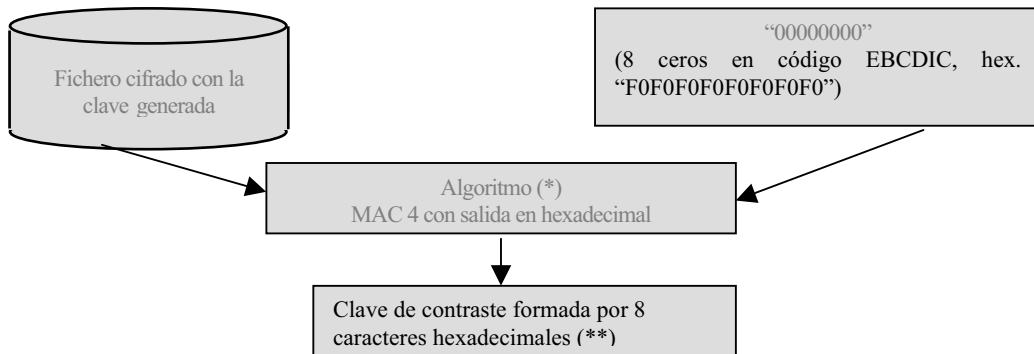 Fichero cifrado con la
clave generada
“00000000”
(8 ceros en código EBCDIC, hex.
“F0F0F0F0F0F0F0F0”)
Algoritmo (*)
MAC 4 con salida en hexadecimal
Clave de contraste formada por 8
caracteres hexadecimales (**)